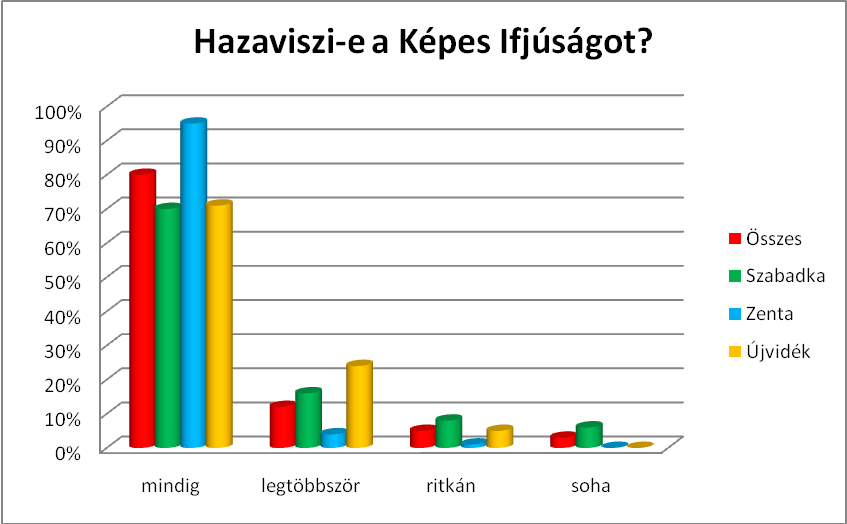 Hazaviszi-e a Képes Ifjúságot?
100%
90%
80%
70%
60%
50%
40%
30%
20%
10%
0%
mindig legtöbbször ritkán soha
Összes
Szabadka
Zenta
Újvidék